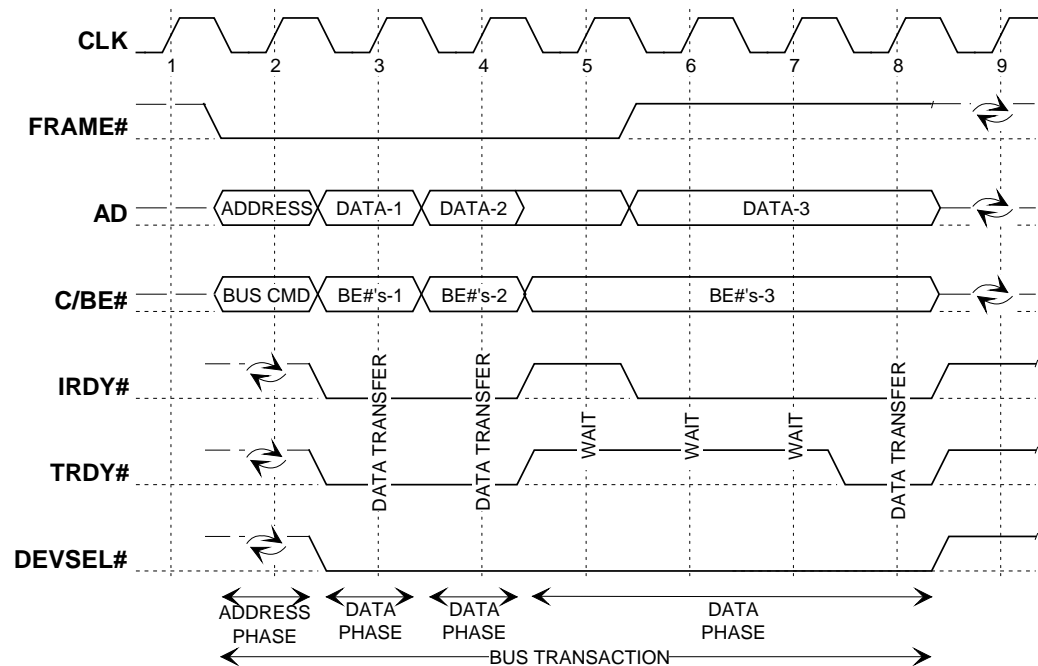 CLK
1 2 3 4 5 6 7 8 9
FRAME#
AD
ADDRESS DATA-1 DATA-2 DATA-3
C/BE#
BUS CMD BE#'s-1 BE#'s-2 BE#'s-3
IRDY#
DATA TRANSFER
DATA TRANSFER
WAIT
WAIT
WAIT
DATA TRANSFER
TRDY#
DEVSEL#
ADDRESS
PHASE
DATA
PHASE
DATA
PHASE
DATA
PHASE
BUS TRANSACTION